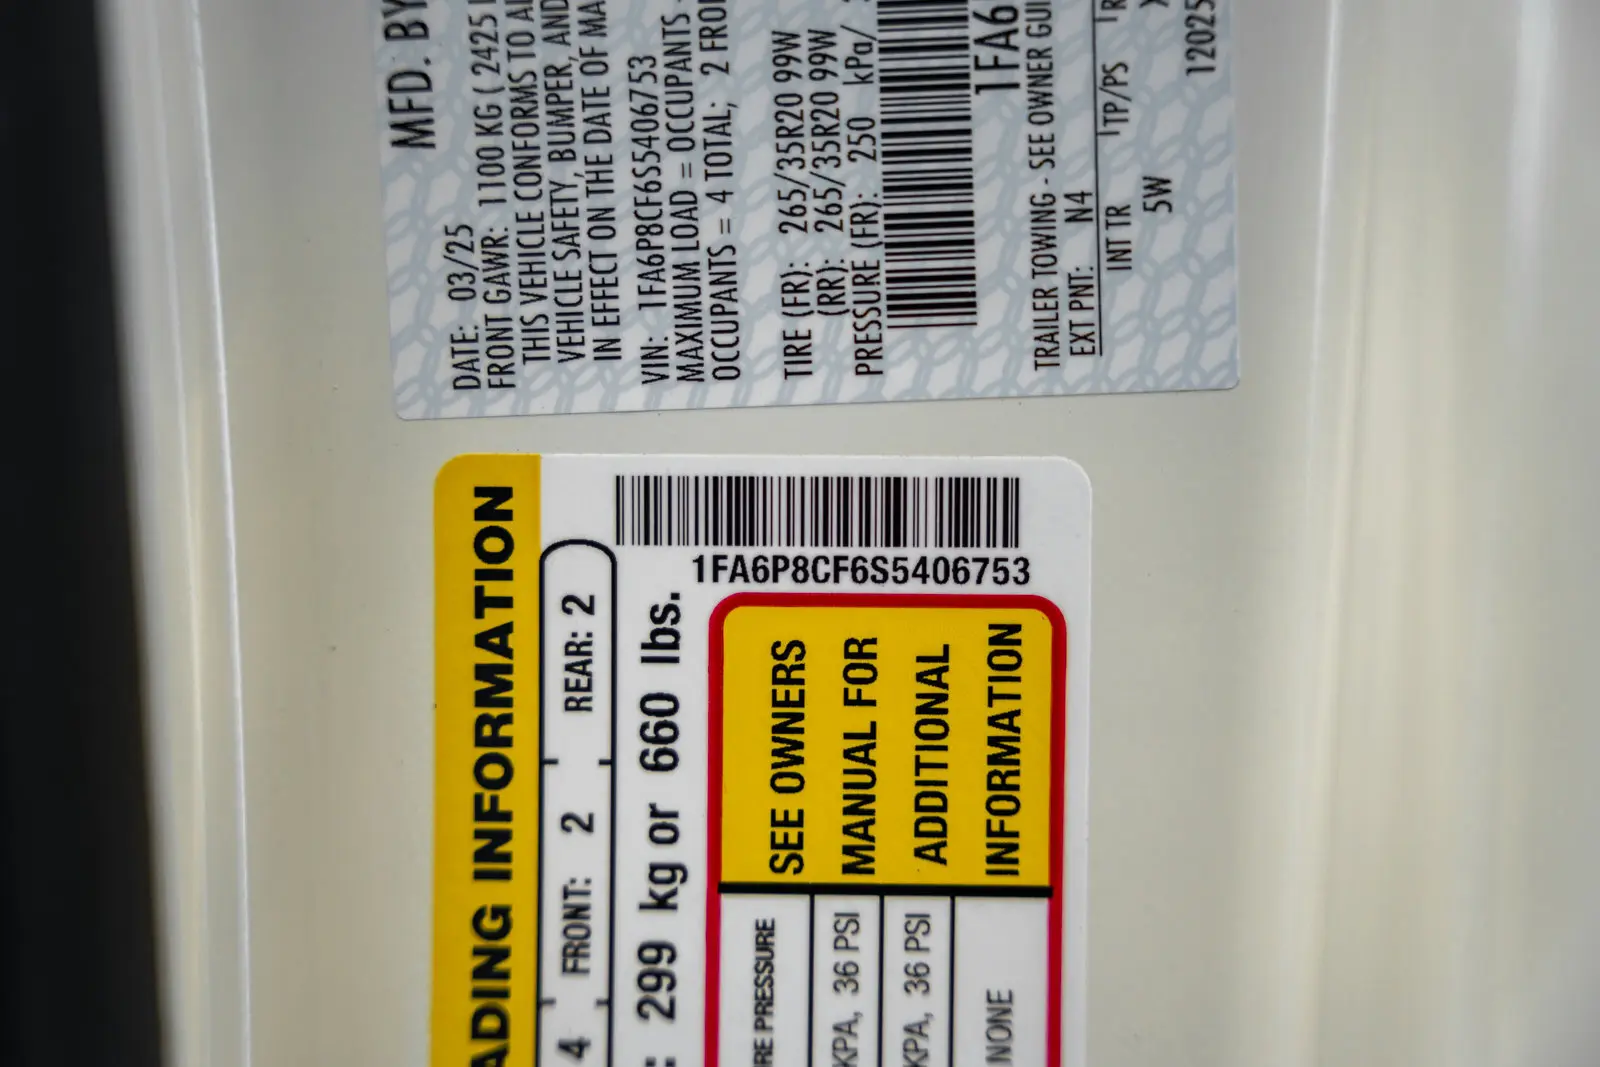 MFD. BY
DATE: 03/25
FRONT GAWR: 1100 KG ( 2425
THIS VEHICLE CONFORMS TO
VEHICLE SAFETY, BUMPER, AND
IN EFFECT ON THE DATE OF
VIN: 1FA6P8CF6S5406753
MAXIMUM LOAD = OCCUPANTS
OCCUPANTS = 4 TOTAL; 2
TIRE (FR): 265/35R20 99W
(RR): 265/35R20 99W
PRESSURE (FR): 250 kPa/
1FA6
TRAILER TOWING - SEE OWNER
EXT PNT: N4
INT TR TP/PS
5W
12025
ADING INFORMATION
4 FRONT: 2 REAR: 2
: 299 kg or 660 lbs.
1FA6P8CF6S5406753
RE PRESSURE
KPA, 36 PSI
KPA, 36 PSI
NONE
SEE OWNERS
MANUAL FOR
ADDITIONAL
INFORMATION